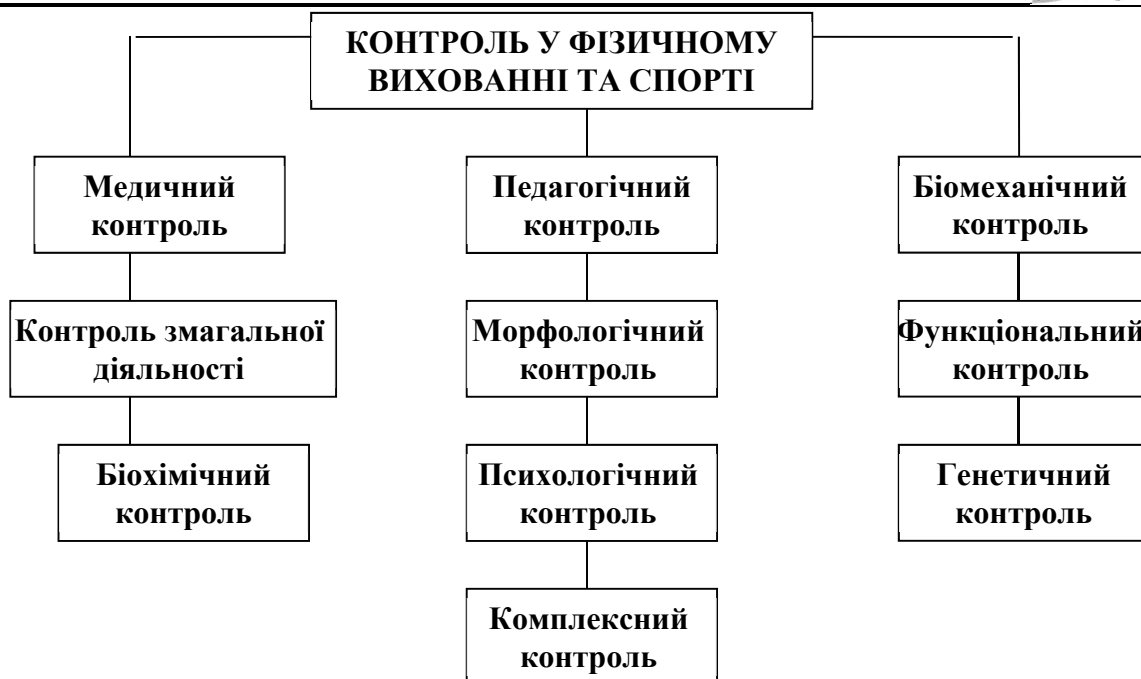 КОНТРОЛЬ У ФІЗИЧНОМУ
ВИХОВАННІ ТА СПОРТІ
Медичний
контроль
Педагогічний
контроль
Біомеханічний
контроль
Контроль змагальної
діяльності
Морфологічний
контроль
Функціональний
контроль
Біохімічний
контроль
Психологічний
контроль
Генетичний
контроль
Комплексний
контроль